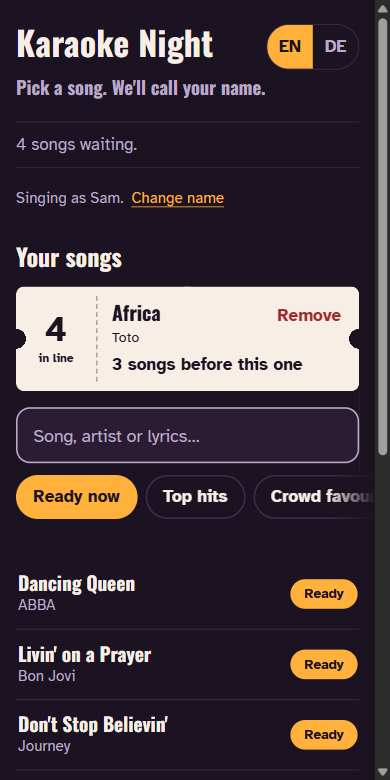 Karaoke Night
EN DE
Pick a song. We'll call your name.
4 songs waiting.
Singing as Sam. Change name
Your songs
4
in line
Africa
Remove
Toto
3 songs before this one
Song, artist or lyrics...
Ready now Top hits Crowd
Dancing Queen
ABBA
Ready
Livin' on a Prayer
Bon Jovi
Ready
Don't Stop Believin'
Journey
Ready